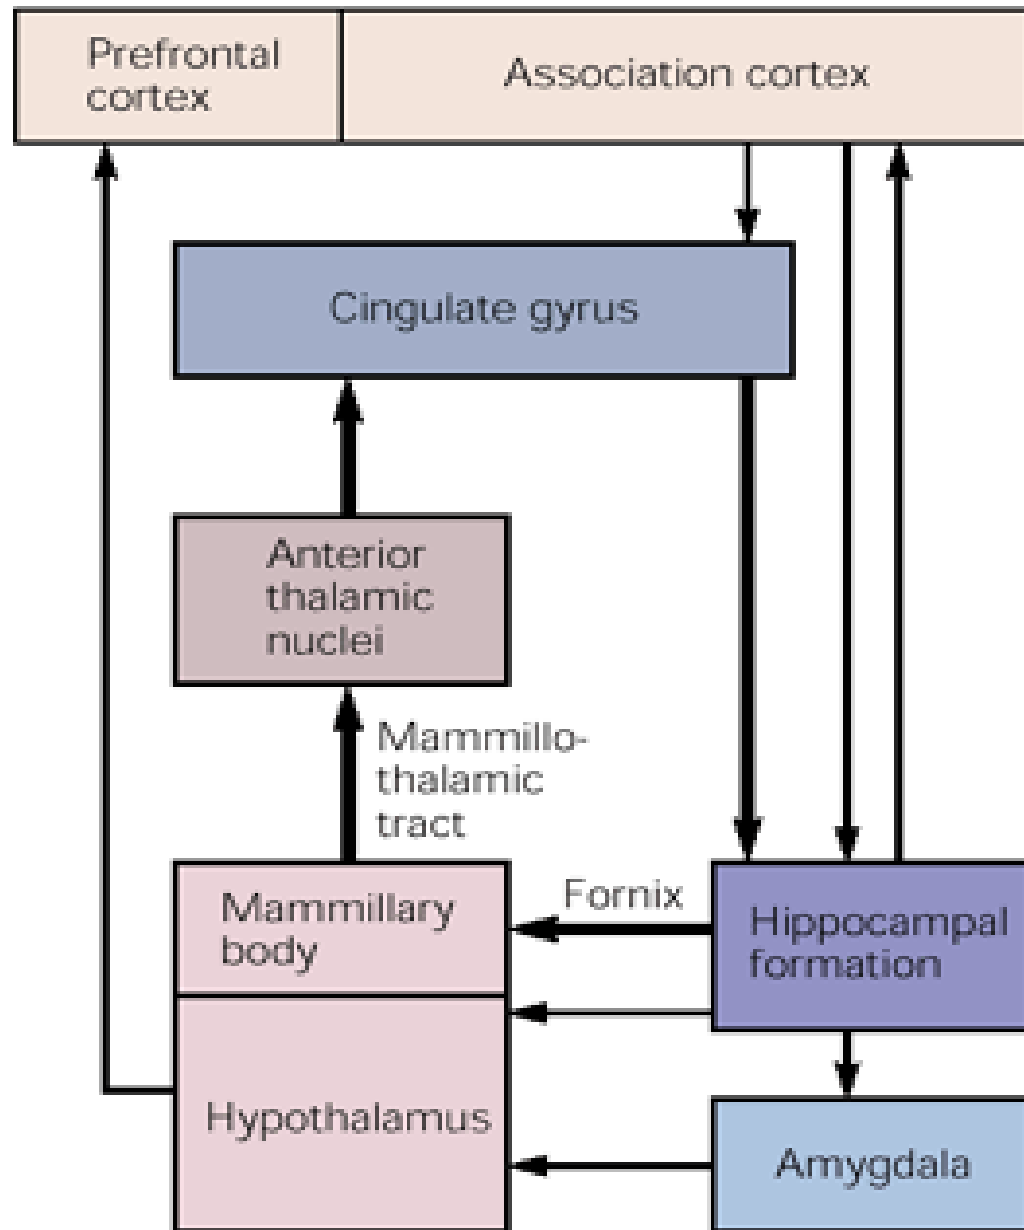 Prefrontal
cortex
Association cortex
Cingulate gyrus
Anterior
thalamic
nuclei
Mammillo-
thalamic
tract
Mammillary
body
Fornix
Hippocampal
formation
Hypothalamus
Amygdala